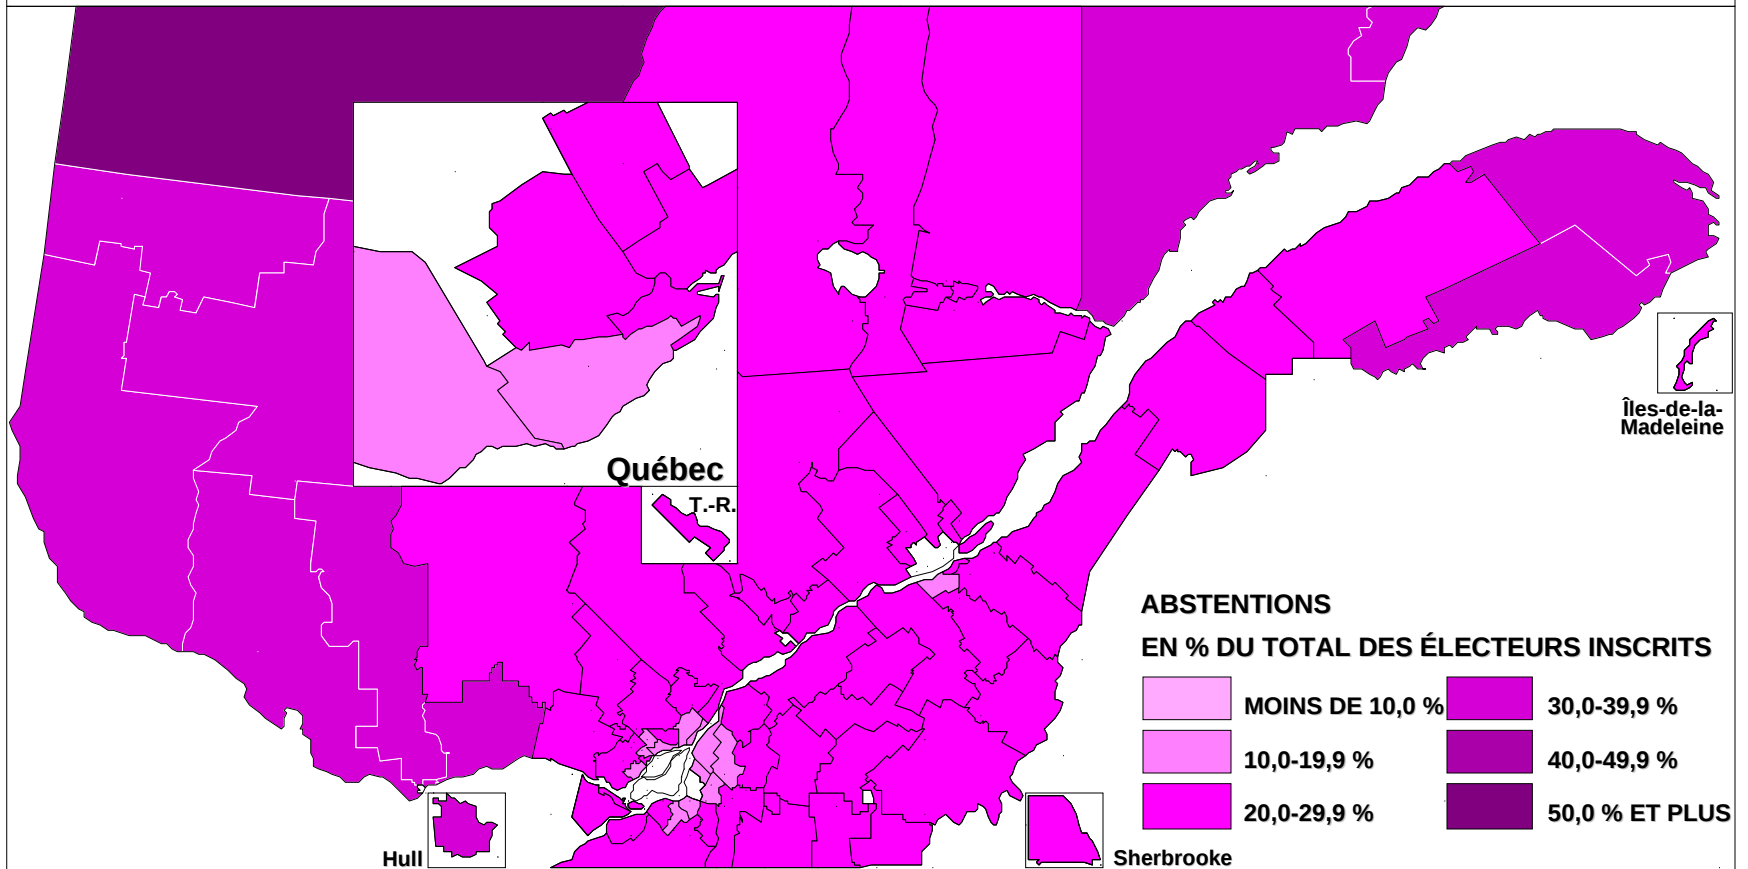 Québec
T.-R.
Îles-de-la-
Madeleine
ABSTENTIONS
EN % DU TOTAL DES ÉLECTEURS INSCRITS
MOINS DE 10,0 %
30,0-39,9 %
10,0-19,9 %
40,0-49,9 %
20,0-29,9 %
50,0 % ET PLUS
Hull
Sherbrooke